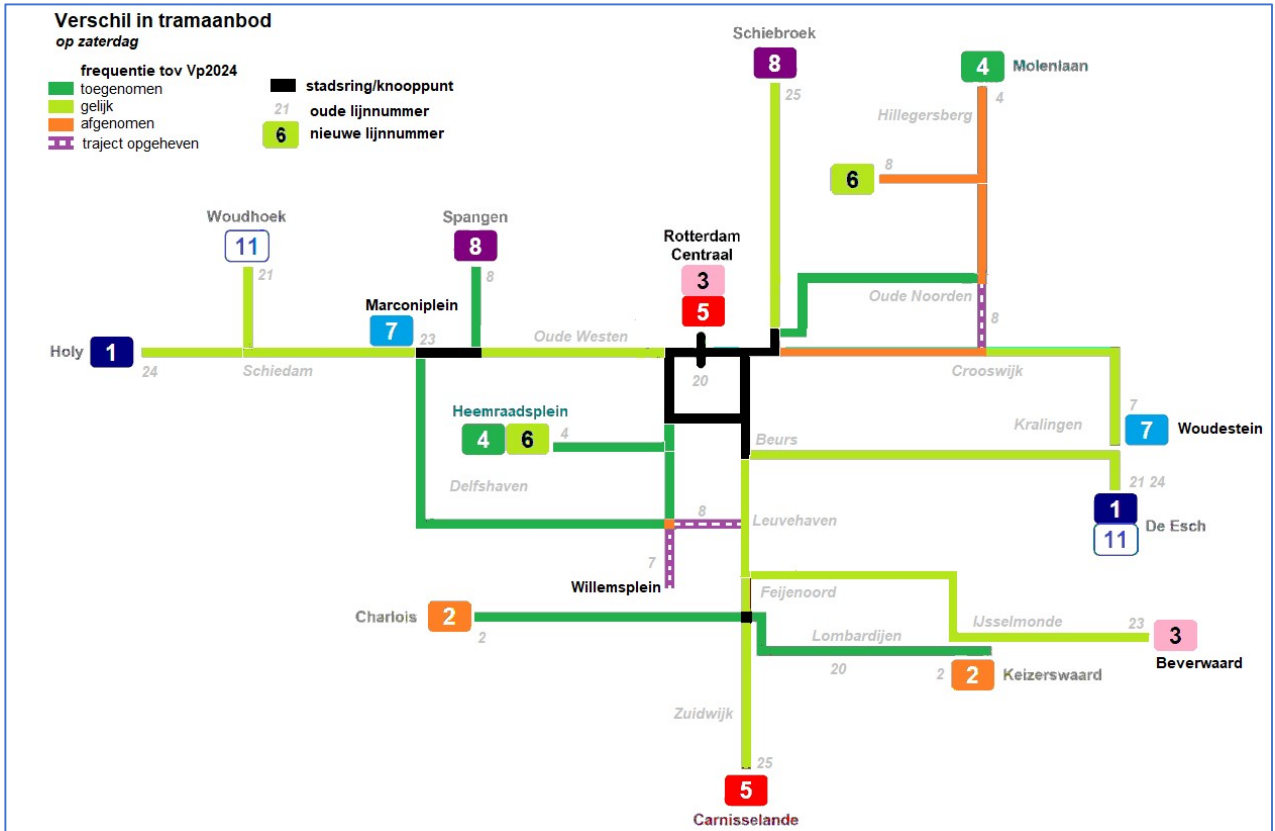 Verschil in tramaanbod
op zaterdag
frequentie tov Vp2024
toegenomen
gelijk
afgenomen
traject opgeheven
stadsring/knooppunt
21 oude lijnnummer
6 nieuwe lijnnummer
Schiebroek
8
25
4 Molenlaan
4
Hillegersberg
8
6
Woudhoek
11
21
Spangen
8
8
Rotterdam
Centraal
3
5
Oude Noorden
8
Marconiplein
7
23
Oude Westen
Holy 1
24
Schiedam
20
Crooswijk
Heemraadsplein
4 6
4
7
Kralingen
7 Woudestein
Beurs
Delfshaven
21 24
1
11
De Esch
8
Leuvehaven
7
Willemsplein
Feijenoord
Charlois 2
2
Lombardijen
IJsselmonde
23
3
Beverwaard
20
2
2 Keizerswaard
Zuidwijk
25
5
Carnisselande